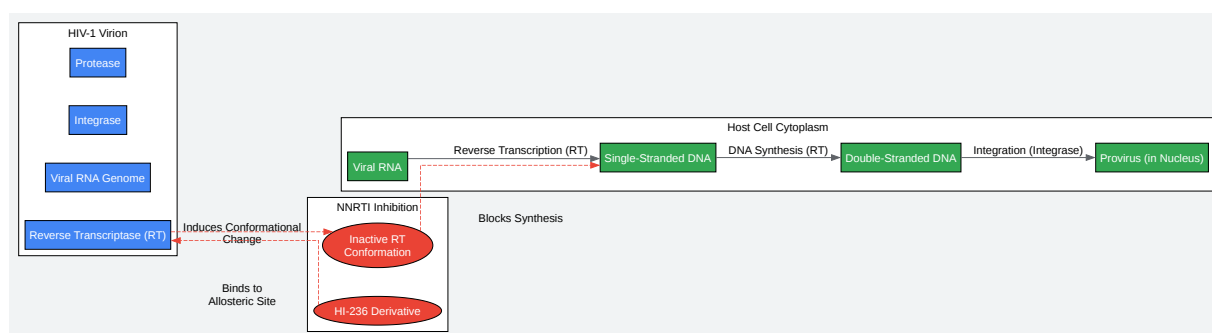 HIV-1 Virion
Protease
Integrase
Viral RNA Genome
Reverse Transcriptase (RT)
Host Cell Cytoplasm
Viral RNA
Reverse Transcription (RT)
Single-Stranded DNA
DNA Synthesis (RT)
Double-Stranded DNA
Integration (Integrase)
Provirus (in Nucleus)
NNRTI Inhibition
Inactive RT
Conformation
HI-236 Derivative
Induces Conformational
Change
Blocks Synthesis
Binds to
Allosteric Site